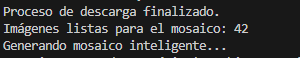 Proceso de descarga finalizado.
Imágenes listas para el mosaico: 42
Generando mosaico inteligente...